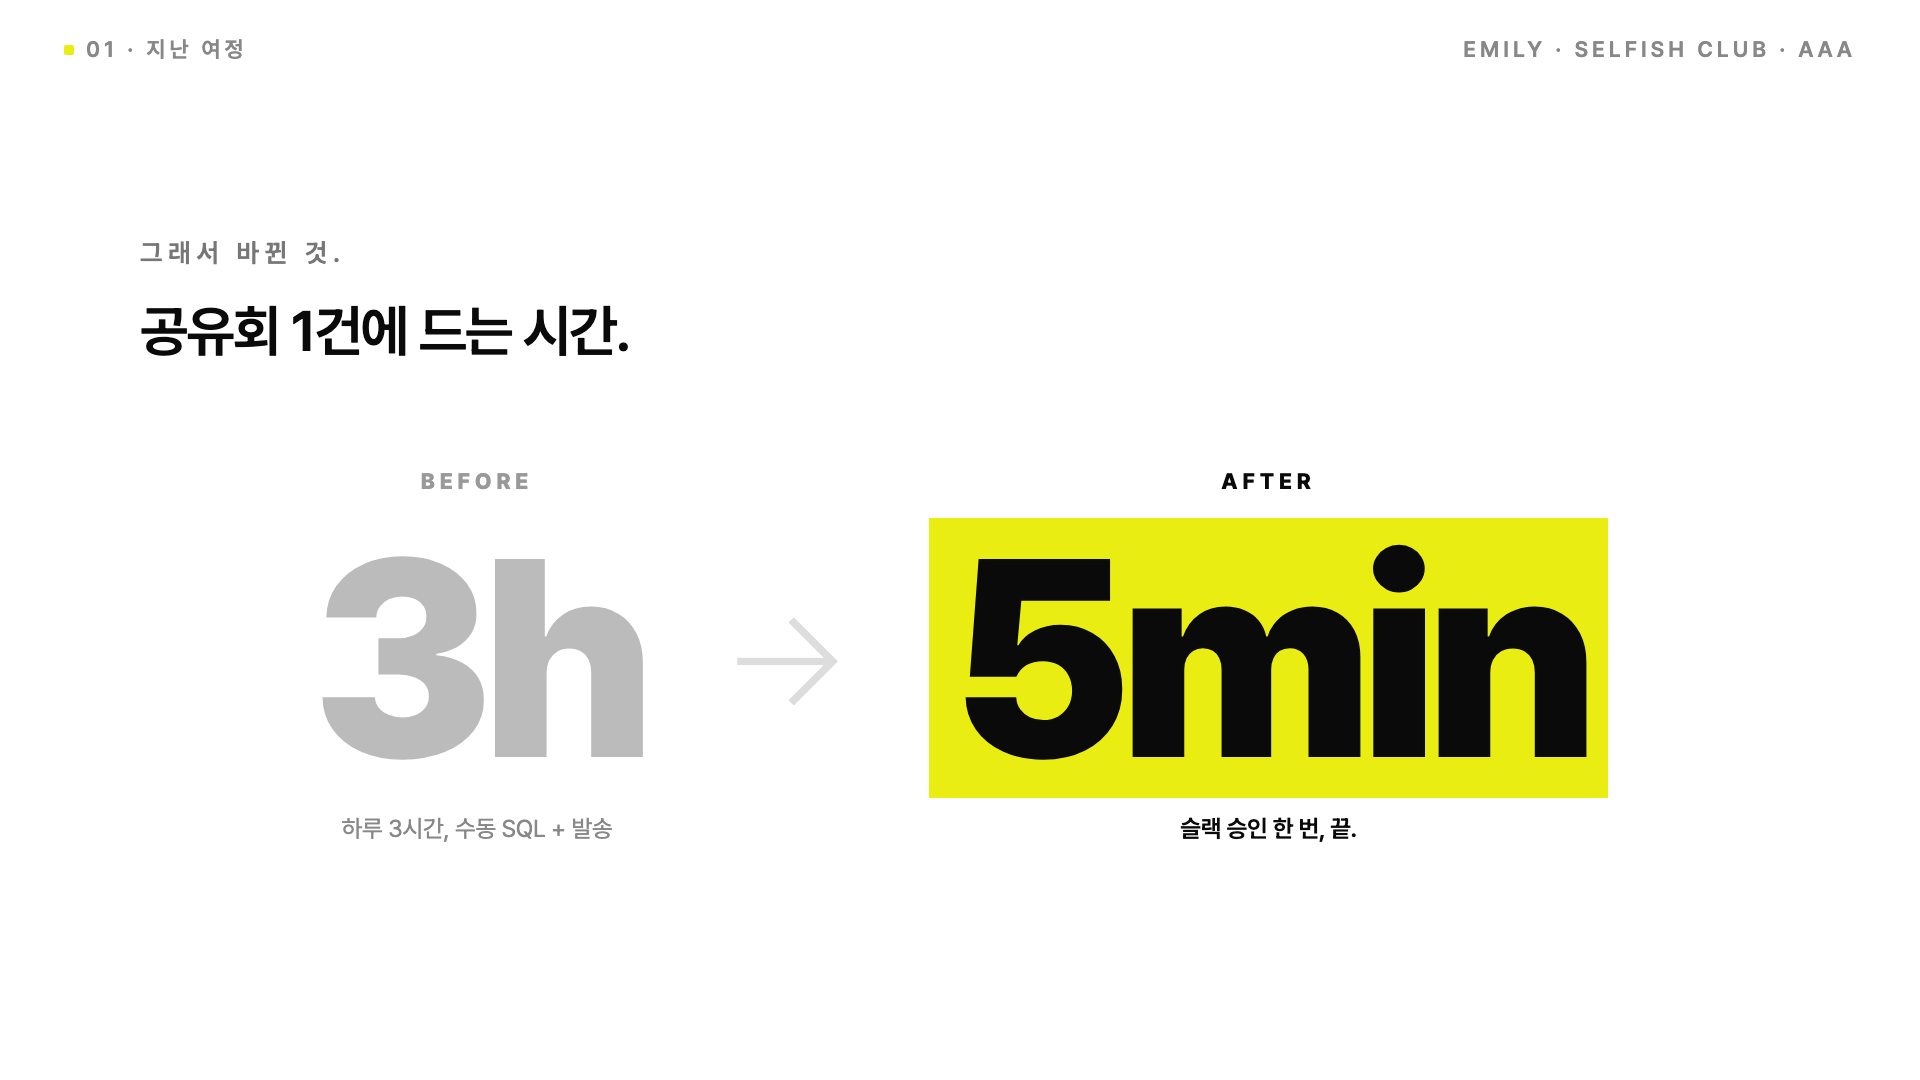 01 · 지난 여정
EMILY · SELFISH CLUB · AAA
그래서 바뀐 것.
공유회 1건에 드는 시간.
BEFORE
3h
하루 3시간, 수동 SQL + 발송
AFTER
5min
슬랙 승인 한 번, 끝.